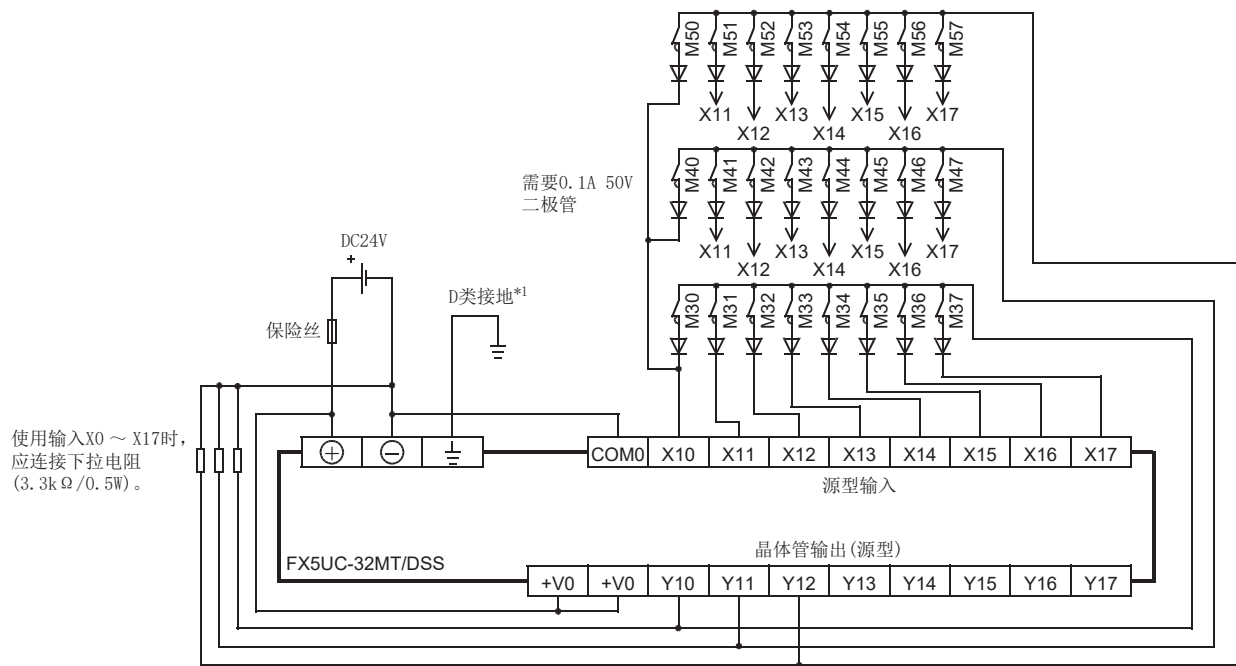 M50 M51 M52 M53 M54 M55 M56 M57
X11 X13 X15 X17
X12 X14 X16
M40 M41 M42 M43 M44 M45 M46 M47
需要0.1A 50V
二极管
X11 X13 X15 X17
X12 X14 X16
DC24V
+
D类接地*1
M30 M31 M32 M33 M34 M35 M36 M37
保险丝
使用输入X0 ～ X17时，
应连接下拉电阻
(3.3kΩ/0.5W)。
+ −
COM0 X10 X11 X12 X13 X14 X15 X16 X17
源型输入
晶体管输出(源型)
FX5UC-32MT/DSS
+V0 +V0 Y10 Y11 Y12 Y13 Y14 Y15 Y16 Y17